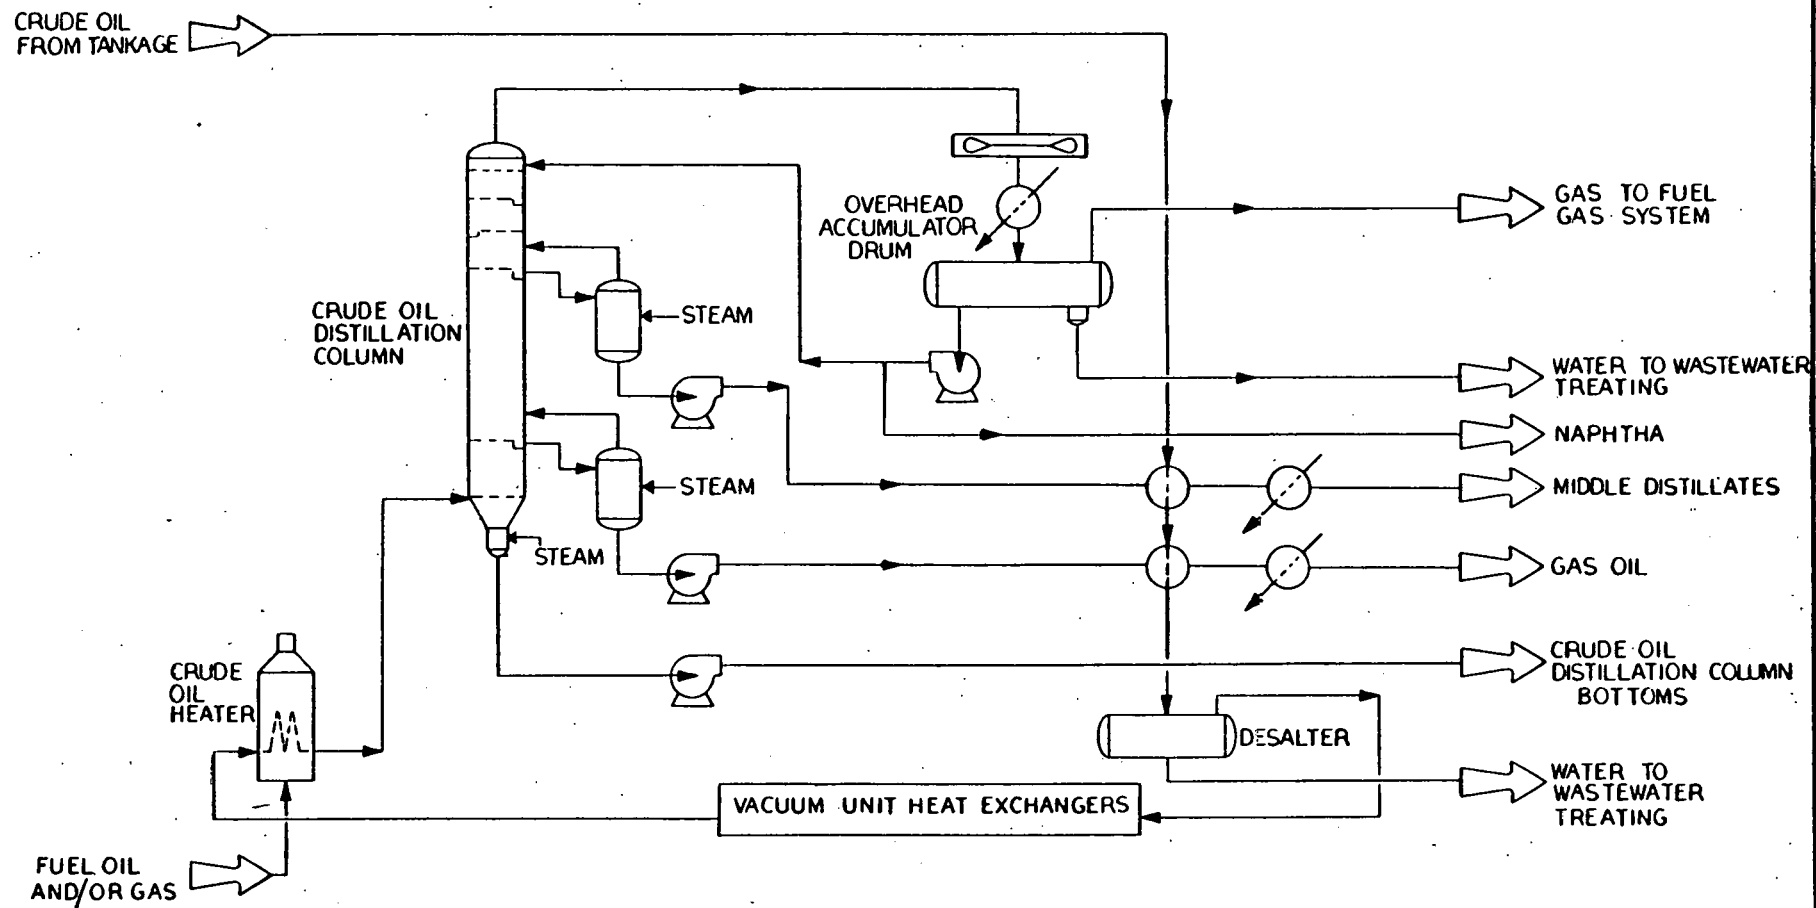 CRUDE OIL
FROM TANKAGE
OVERHEAD
ACCUMULATOR
DRUM
GAS TO FUEL
GAS SYSTEM
CRUDE OIL
DISTILLATION
COLUMN
STEAM
WATER TO WASTEWATER
TREATING
NAPHTHA
STEAM
MIDDLE DISTILLATES
STEAM
GAS OIL
CRUDE
OIL
HEATER
CRUDE OIL
DISTILLATION COLUMN
BOTTOMS
DESALTER
VACUUM UNIT HEAT EXCHANGERS
WATER TO
WASTEWATER
TREATING
FUEL OIL
AND/OR GAS